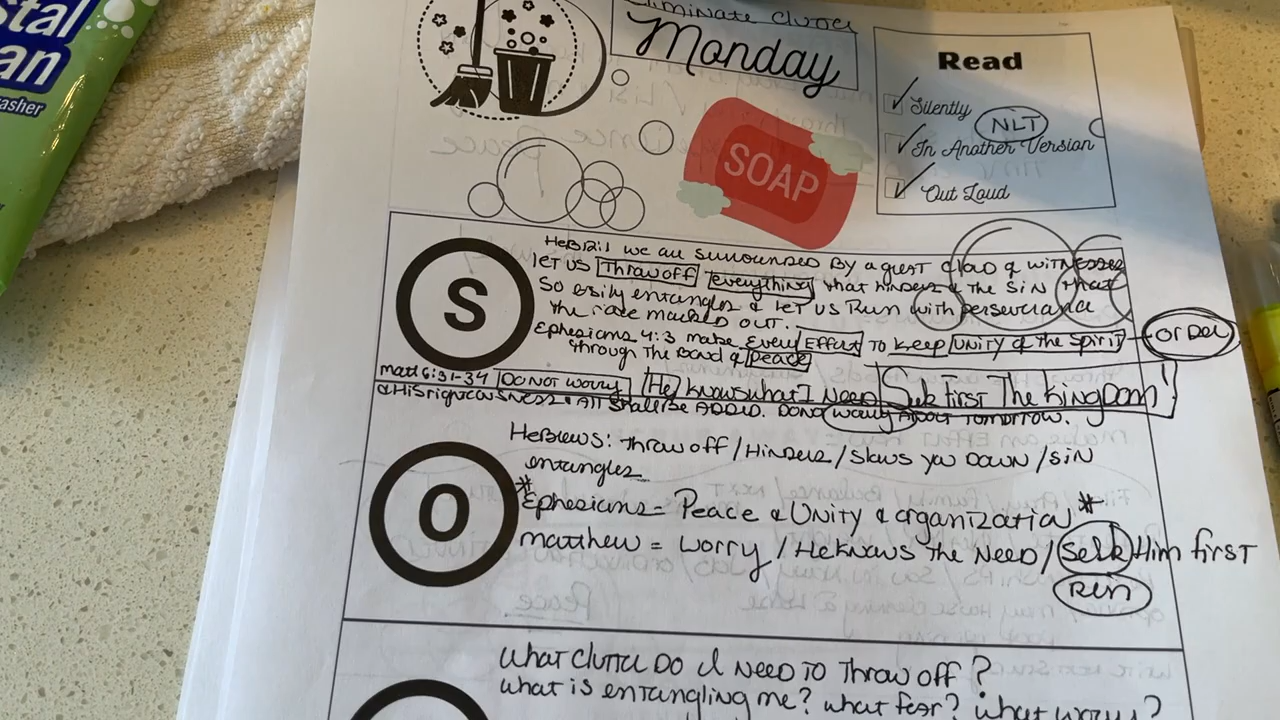 stal
an
asher
Eliminate Clutter
Monday
Read
Silently
NLT
In Another Version
Out Loud
SOAP
S
Heb 12:1 we are surrounded by a great cloud & witnesses
let us Throw off everything that hinders & the sin that
So easily entangles & let us Run with perseverance
the race marked out.
Ephesians 4:3 make Every Effort to keep unity of the spirit - order
through the Bond of peace
matt 6:31-34 Do not worry He knows what I need Seek First The kingdom!
& His righteousness & All shall be ADDED. Do not worry About Tomorrow.
O
Hebrews: throw off / Hinders / slows you down / sin
entangles
*Ephesians = Peace & Unity & organization *
matthew = worry / He knows the need / seek Him first
Run
What clutter Do I need to Throw off?
what is entangling me? what fear? what worry?